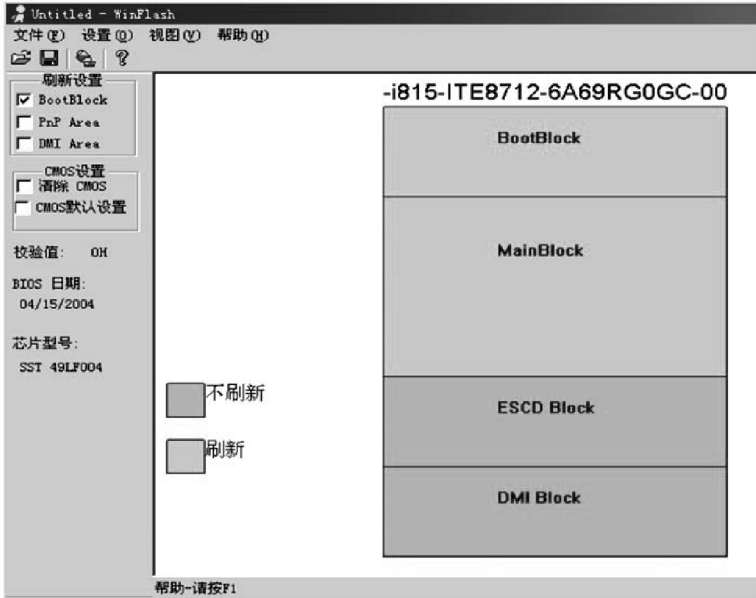 Untitled - WinFlash
文件(F) 设置(O) 视图(V) 帮助(H)
刷新设置
BootBlock
PnP Area
DMI Area
CMOS设置
清除 CMOS
CMOS默认设置
校验值: 0H
BIOS 日期:
04/15/2004
芯片型号:
SST 49LF004
-i815-ITE8712-6A69RG0GC-00
BootBlock
MainBlock
ESCD Block
DMI Block
不刷新
刷新
帮助-请按F1